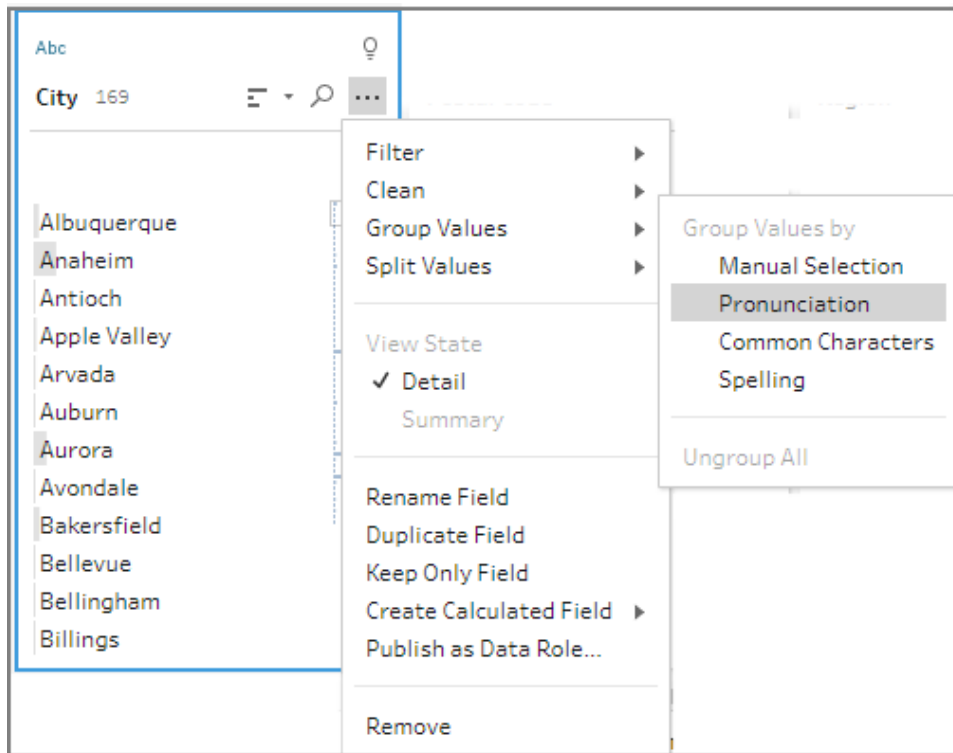 Abc
City 169 ...
Filter
Clean
Group Values
Split Values
View State
✓ Detail
Summary
Rename Field
Duplicate Field
Keep Only Field
Create Calculated Field
Publish as Data Role...
Remove
Group Values by
Manual Selection
Pronunciation
Common Characters
Spelling
Ungroup All
Albuquerque
Anaheim
Antioch
Apple Valley
Arvada
Auburn
Aurora
Avondale
Bakersfield
Bellevue
Bellingham
Billings